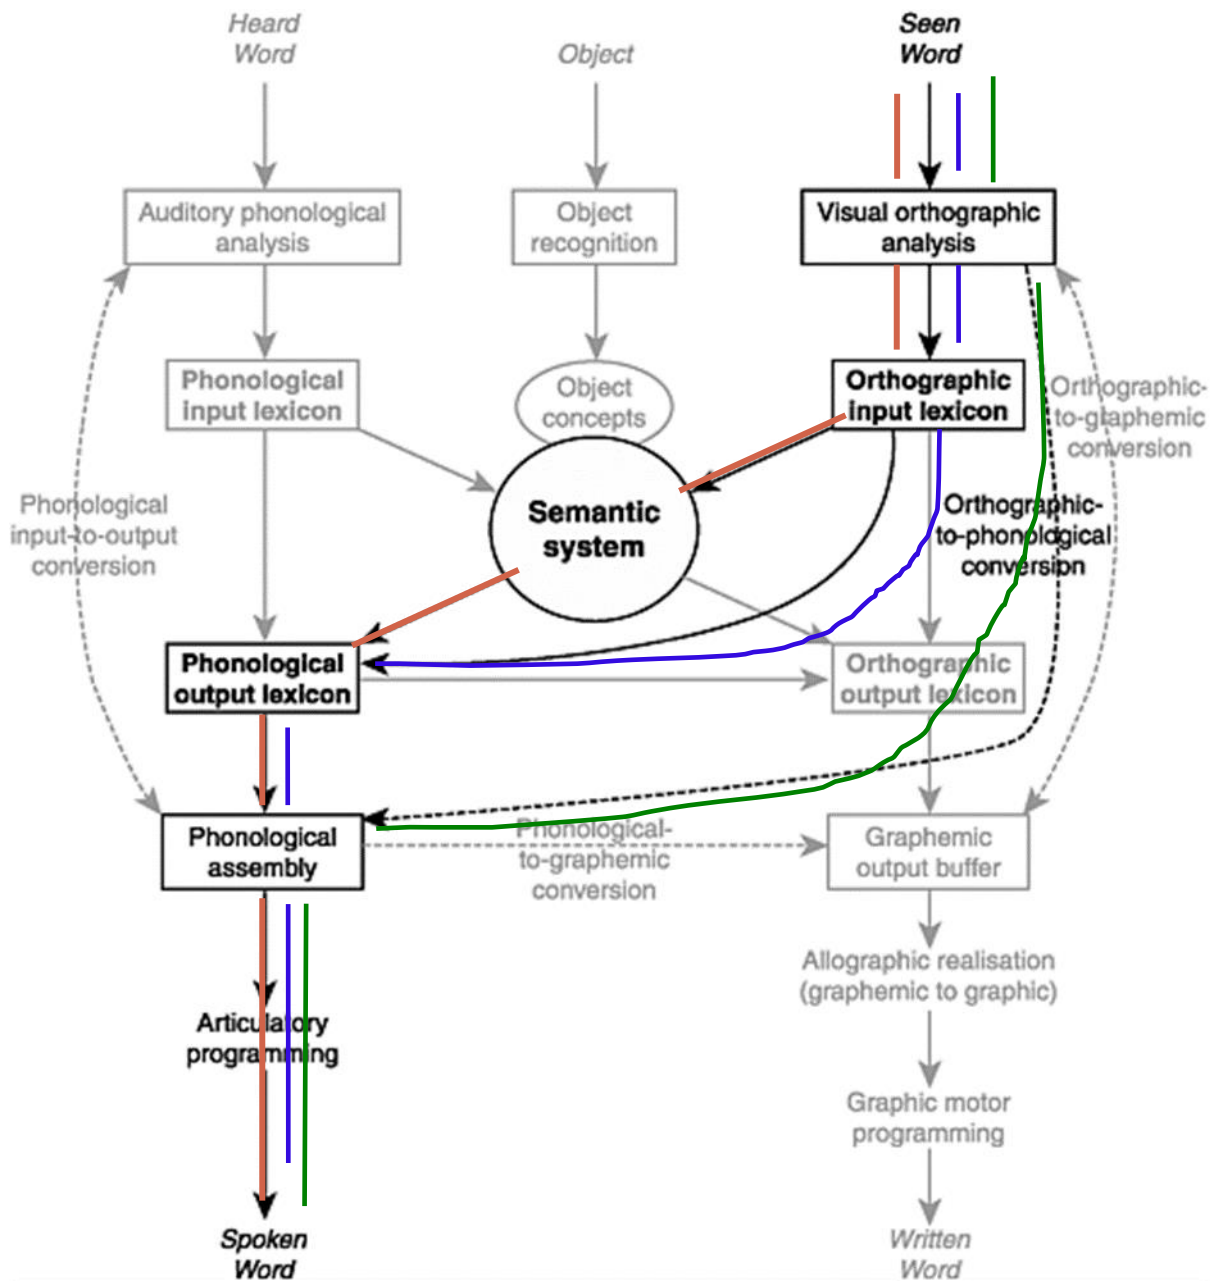 Heard
Word
Object
Seen
Word
Auditory phonological
analysis
Object
recognition
Visual orthographic
analysis
Phonological
input lexicon
Object
concepts
Orthographic
input lexicon
Orthographic-
to-graphemic
conversion
Phonological
input-to-output
conversion
Semantic
system
Orthographic-
to-phonological
conversion
Phonological
output lexicon
Orthographic
output lexicon
Phonological
assembly
Phonological-
to-graphemic
conversion
Graphemic
output buffer
Allographic realisation
(graphemic to graphic)
Articulatory
programming
Graphic motor
programming
Spoken
Word
Written
Word